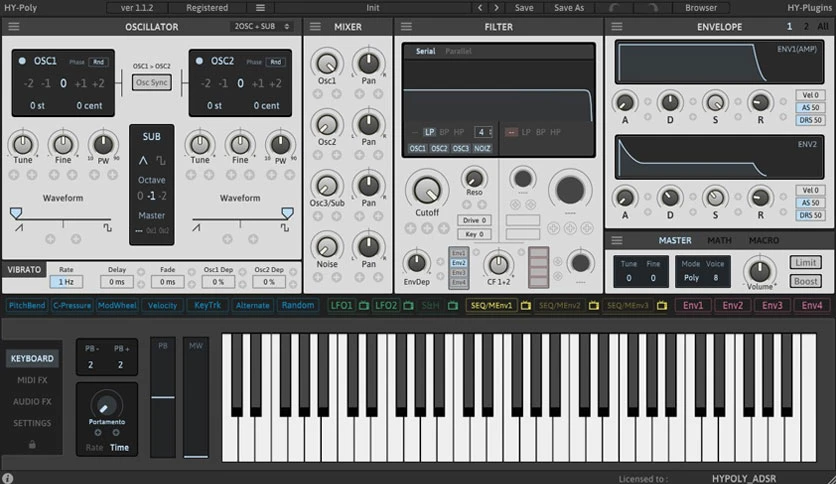 HY-Poly ver 1.1.2 Registered Init < > Save Save As Browser HY-Plugins
OSCILLATOR 2OSC + SUB MIXER FILTER ENVELOPE 1 2 All
OSC1 Phase Rnd
-2 -1 0 +1 +2
0 st 0 cent
OSC1 > OSC2
Osc Sync
OSC2 Phase Rnd
-2 -1 0 +1 +2
0 st 0 cent
Tune Fine 10 PW 90
SUB
Octave
0 -1 -2
Master
--- 0x1 0x2
Tune Fine 10 PW 90
Waveform
Waveform
VIBRATO Rate Delay Fade Osc1 Dep Osc2 Dep
1 Hz 0 ms 0 ms 0 % 0 %
Osc1 Pan
Osc2 Pan
Osc3/Sub Pan
Noise Pan
Serial Parallel
-- LP BP HP 4 -- LP BP HP
OSC1 OSC2 OSC3 NOIZ
Cutoff Reso ---- ----
Drive 0
Key 0
EnvDep Env1 Env2 Env3 Env4 CF 1+2 ----
ENV1(AMP)
A D S R
Vel 0
AS 50
DRS 50
ENV2
A D S R
Vel 0
AS 50
DRS 50
MASTER MATH MACRO
Tune Fine Mode Voice
0 0 Poly 8
Volume
Limit
Boost
PitchBend C-Pressure ModWheel Velocity KeyTrk Alternate Random LFO1 LFO2 S&H SEQ/MEnv1 SEQ/MEnv2 SEQ/MEnv3 Env1 Env2 Env3 Env4
KEYBOARD
MIDI FX
AUDIO FX
SETTINGS
PB - PB +
2 2
Portamento
Rate Time
PB MW
Licensed to : HYPOLY_ADSR